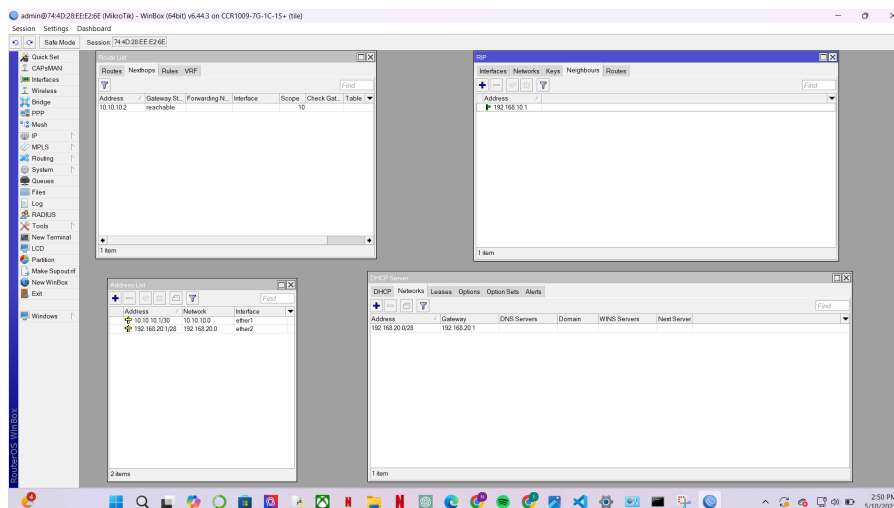 admin@74:4D:28:EE:E2:6E (MikroTik) - WinBox (64bit) v6.44.3 on CCR1009-7G-1C-1S+ (tile)
Session Settings Dashboard
Safe Mode Session: 74:4D:28:EE:E2:6E
Quick Set
CAPsMAN
Interfaces
Wireless
Bridge
PPP
Mesh
IP
MPLS
Routing
System
Queues
Files
Log
RADIUS
Tools
New Terminal
LCD
Partition
Make Supout.rif
New WinBox
Exit
Windows
RouterOS WinBox
Route List
Routes Nexthops Rules VRF
Find
Address Gateway St... Forwarding N... Interface Scope Check Gat... Table
10.10.10.2 reachable 10
1 item
RIP
Interfaces Networks Keys Neighbours Routes
Find
Address
192.168.10.1
1 item
Address List
Find
Address Network Interface
10.10.10.1/30 10.10.10.0 ether1
192.168.20.1/28 192.168.20.0 ether2
2 items
DHCP Server
DHCP Networks Leases Options Option Sets Alerts
Find
Address Gateway DNS Servers Domain WINS Servers Next Server
192.168.20.0/28 192.168.20.1
1 item
4
2:50 PM